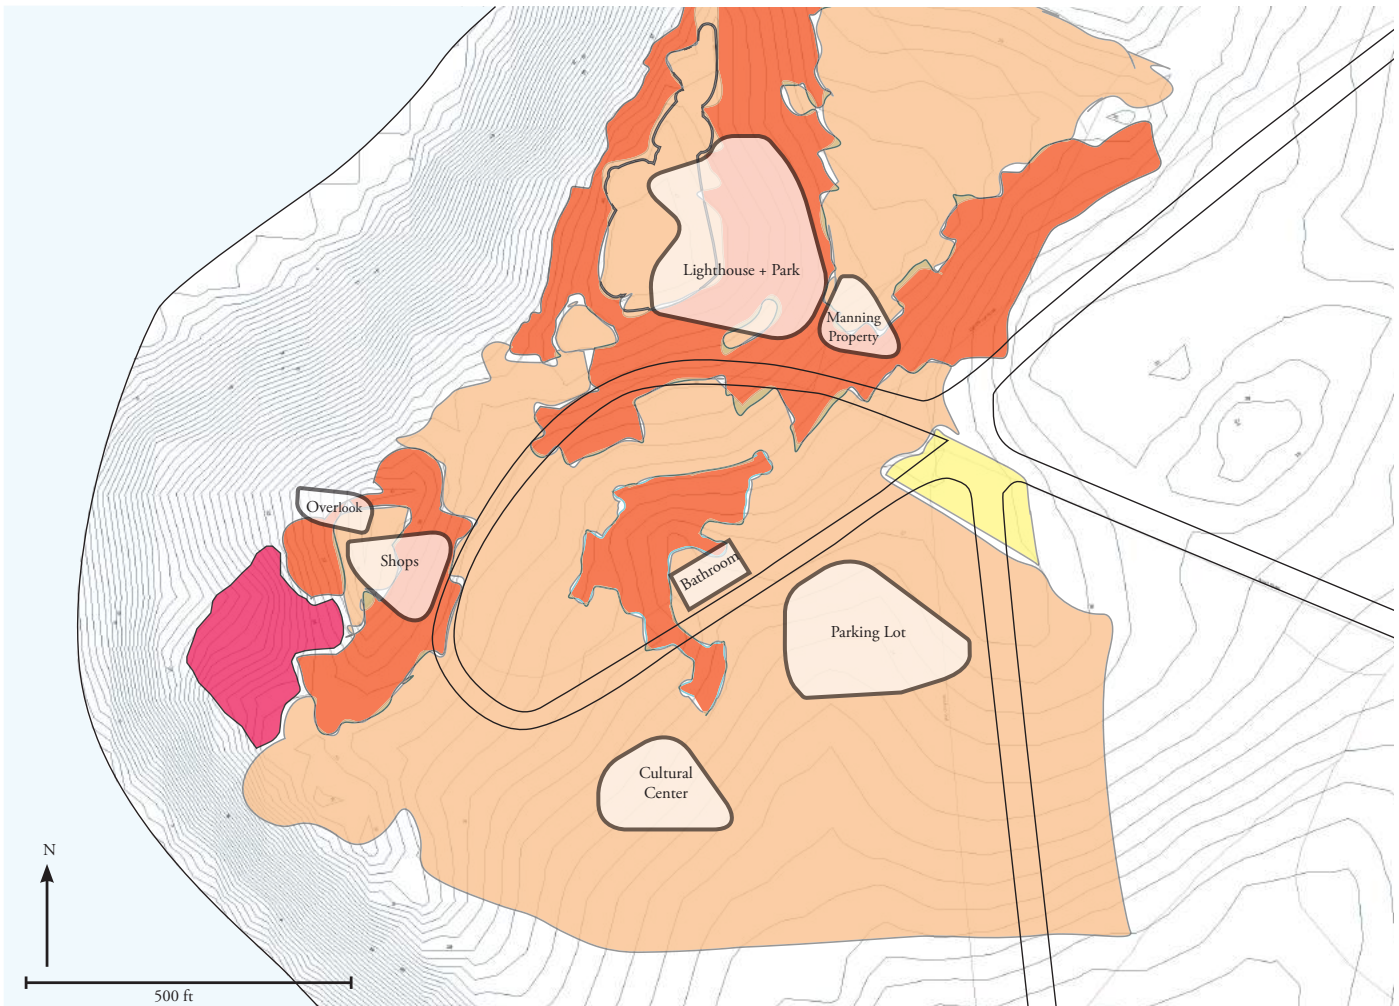 Lighthouse + Park
Manning
Property
Overlook
Shops
Bathroom
Parking Lot
Cultural
Center
N
500 ft